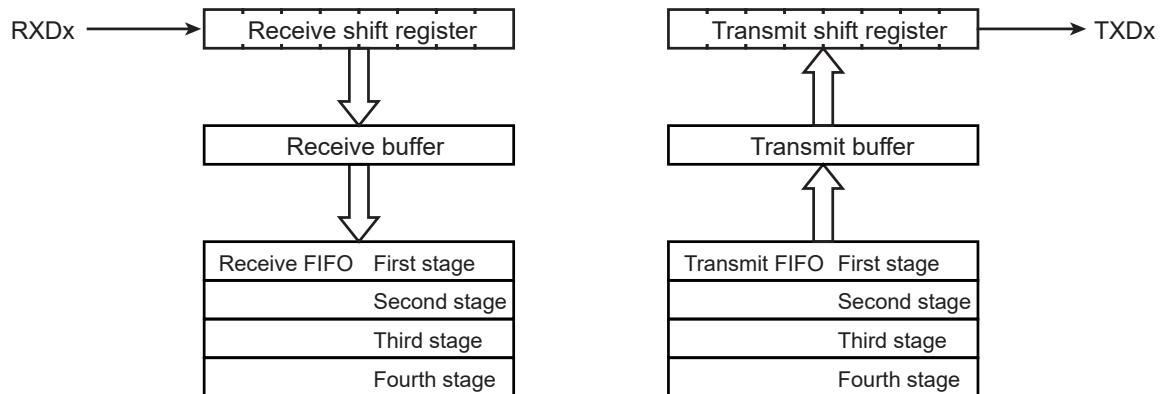 RXDx
Receive shift register
Receive buffer
Receive FIFO First stage
Second stage
Third stage
Fourth stage
Transmit shift register
TXDx
Transmit buffer
Transmit FIFO First stage
Second stage
Third stage
Fourth stage